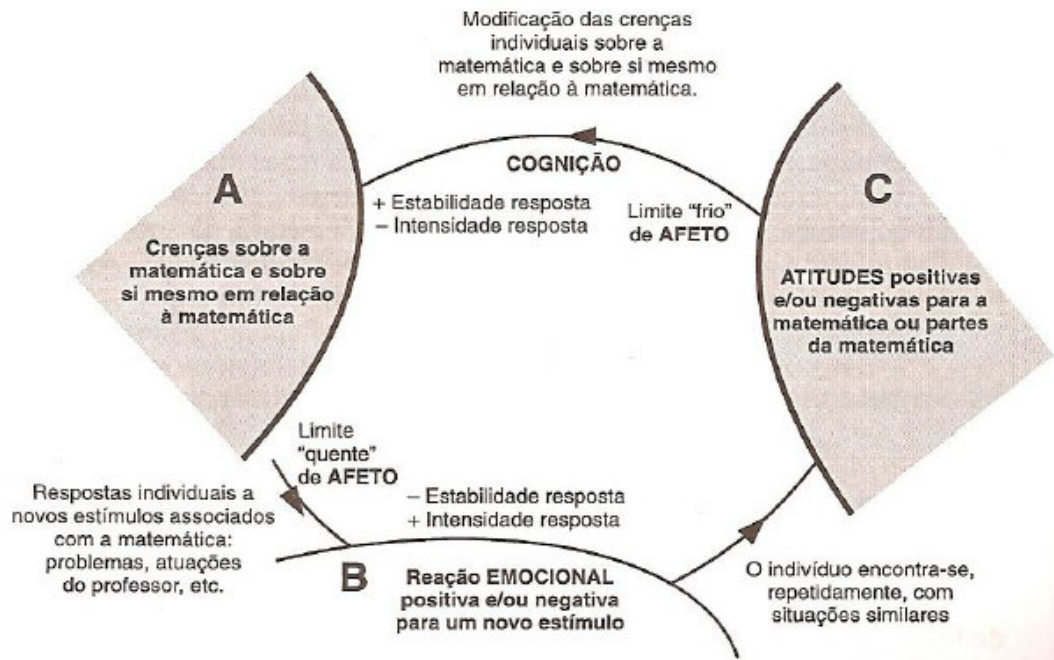 Modificação das crenças
individuais sobre a
matemática e sobre si mesmo
em relação à matemática.
COGNIÇÃO
+ Estabilidade resposta
– Intensidade resposta
Limite “frio”
de AFETO
A
Crenças sobre a
matemática e sobre
si mesmo em relação
à matemática
C
ATITUDES positivas
e/ou negativas para a
matemática ou partes
da matemática
Limite
“quente”
de AFETO
Respostas individuais a
novos estímulos associados
com a matemática:
problemas, atuações
do professor, etc.
– Estabilidade resposta
+ Intensidade resposta
B
Reação EMOCIONAL
positiva e/ou negativa
para um novo estímulo
O indivíduo encontra-se,
repetidamente, com
situações similares